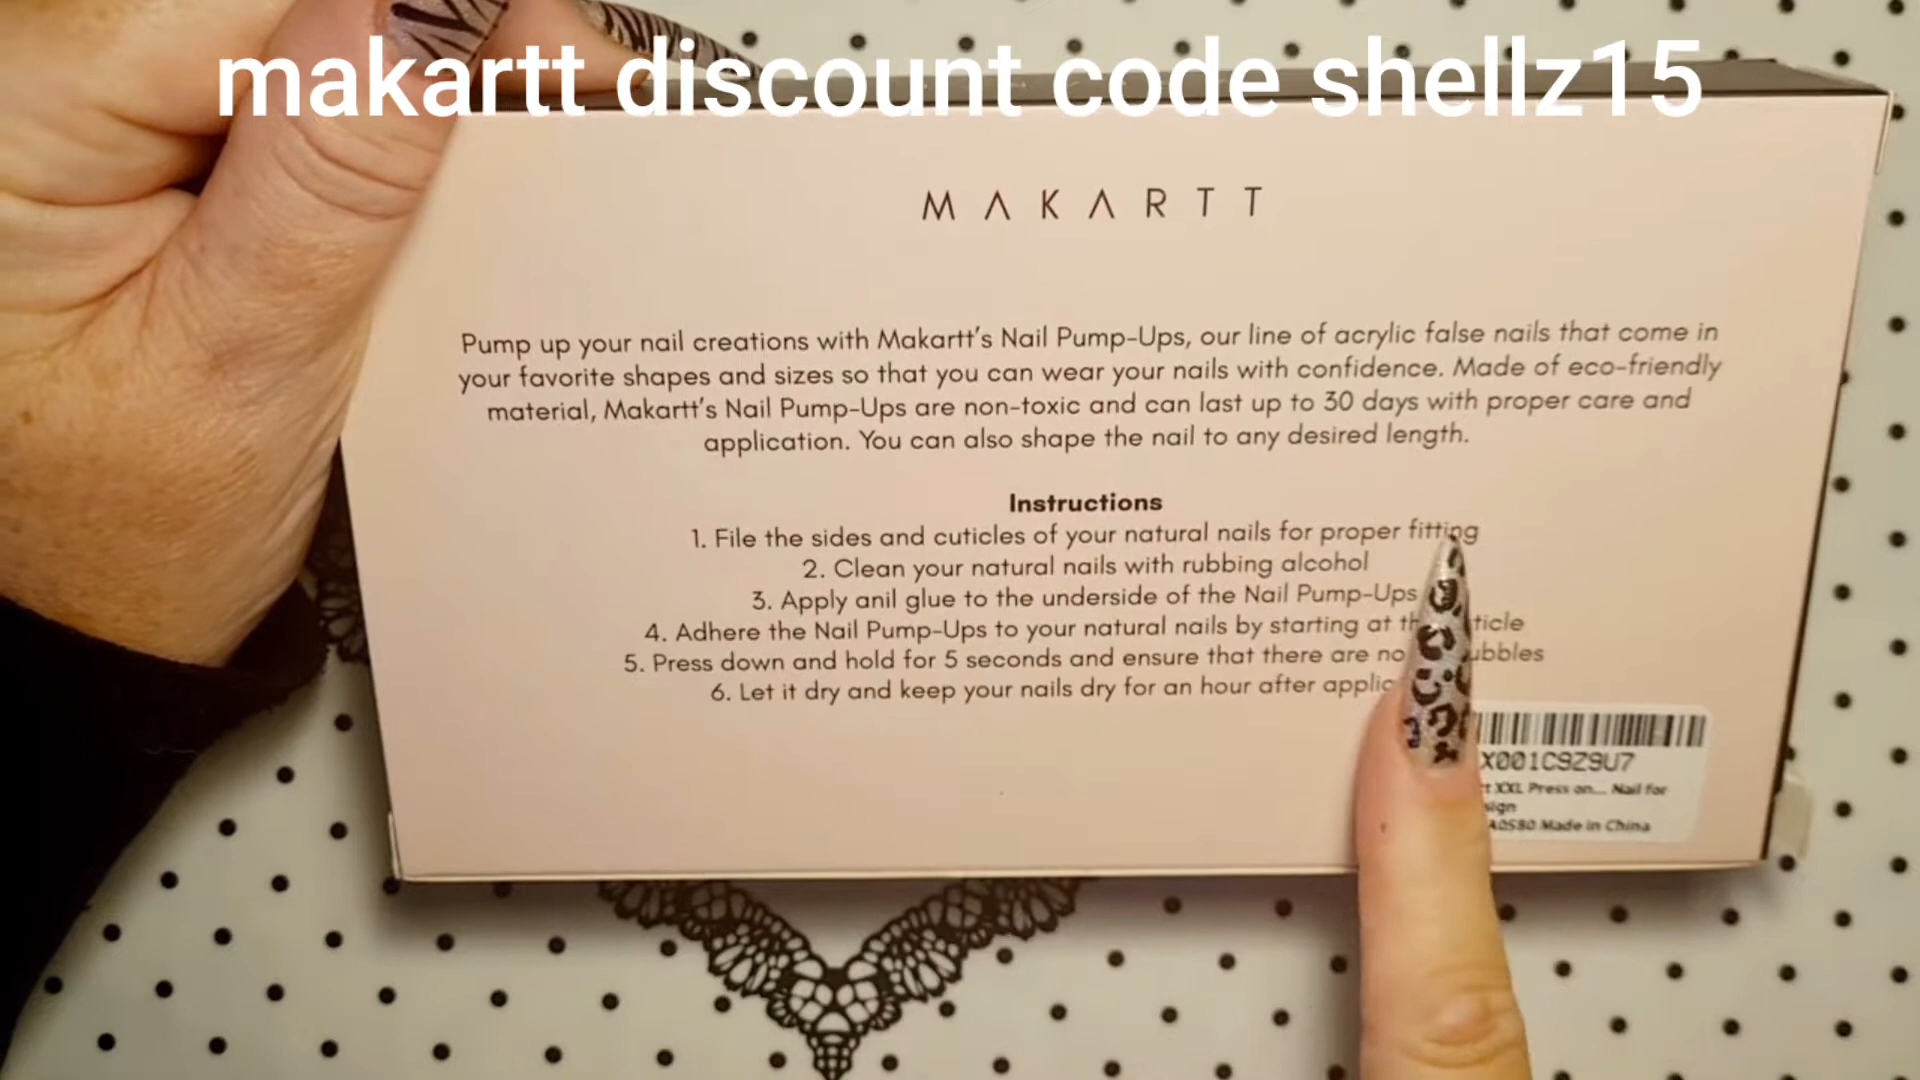 makartt discount code shellz15
MAKARTT
Pump up your nail creations with Makartt's Nail Pump-Ups, our line of acrylic false nails that come in
your favorite shapes and sizes so that you can wear your nails with confidence. Made of eco-friendly
material, Makartt's Nail Pump-Ups are non-toxic and can last up to 30 days with proper care and
application. You can also shape the nail to any desired length.
Instructions
1. File the sides and cuticles of your natural nails for proper fitting
2. Clean your natural nails with rubbing alcohol
3. Apply anil glue to the underside of the Nail Pump-Ups
4. Adhere the Nail Pump-Ups to your natural nails by starting at
5. Press down and hold for 5 seconds and ensure that there are no
6. Let it dry and keep your nails dry for an hour after
X001C9Z9U7
XXL Press on... Nail for
Made in China